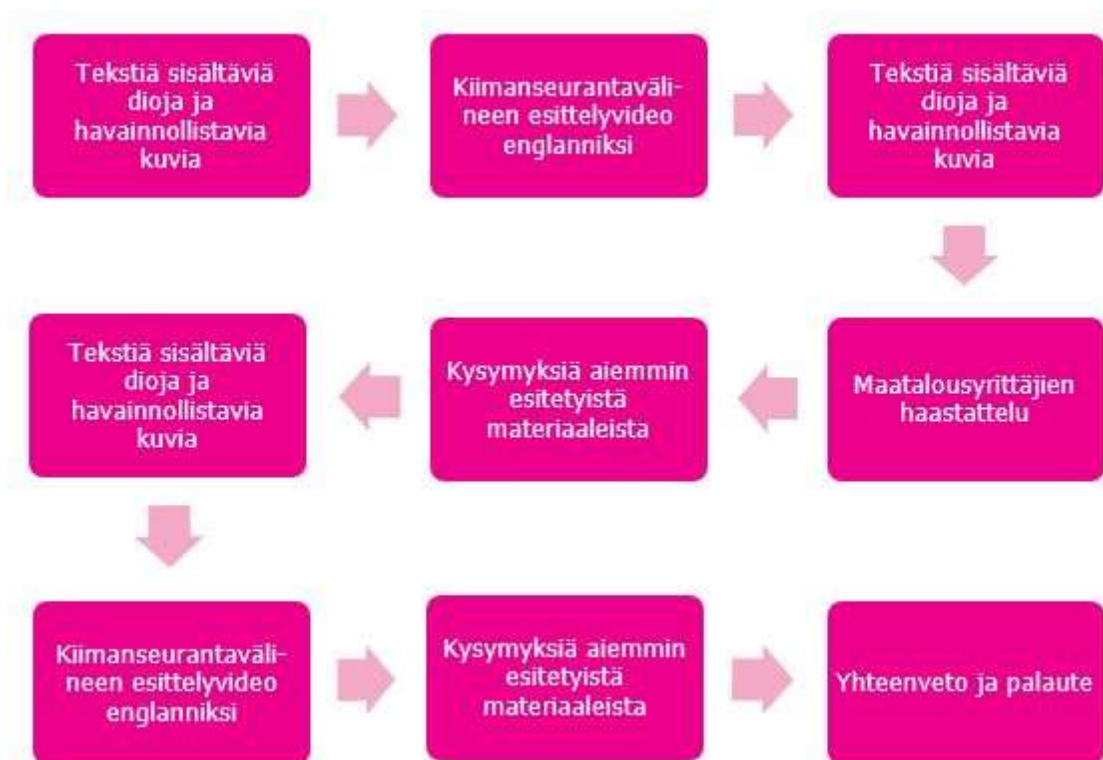 Tekstiä sisältäviä
dioja ja
havainnollistavia
kuvia
Kiimanseurantaväli-
neen esittelyvideo
englanniksi
Tekstiä sisältäviä
dioja ja
havainnollistavia
kuvia
Maatalousyrittäjien
haastattelu
Kysymyksiä aiemmin
esitetyistä
materiaaleista
Tekstiä sisältäviä
dioja ja
havainnollistavia
kuvia
Kiimanseurantaväli-
neen esittelyvideo
englanniksi
Kysymyksiä aiemmin
esitetyistä
materiaaleista
Yhteenveto ja palaute